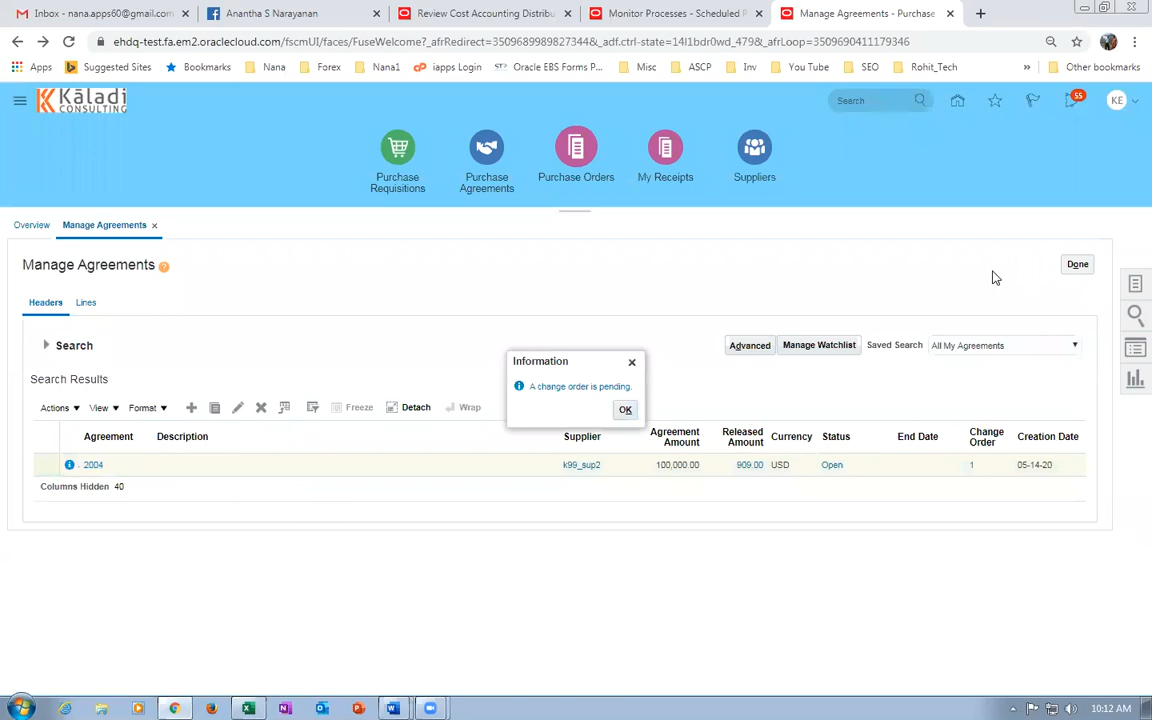 Inbox - nana.apps60@gmail.com
Anantha S Narayanan
Review Cost Accounting Distribu
Monitor Processes - Scheduled P
Manage Agreements - Purchase
ehdq-test.fa.em2.oraclecloud.com/fscmUI/faces/FuseWelcome?_afrRedirect=3509689989827344&_adf.ctrl-state=14l1bdr0wd_479&_afrLoop=3509690411179346
Apps
Suggested Sites
Bookmarks
Nana
Forex
Nana1
iapps Login
Oracle EBS Forms P...
Misc
ASCP
Inv
You Tube
SEO
Rohit_Tech
»
Other bookmarks
Kāladi
CONSULTING
Search
55
KE
Purchase
Requisitions
Purchase
Agreements
Purchase Orders
My Receipts
Suppliers
Overview
Manage Agreements
Manage Agreements
Done
Headers
Lines
Search
Advanced
Manage Watchlist
Saved Search
All My Agreements
Search Results
Actions
View
Format
Freeze
Detach
Wrap
Agreement
Description
Supplier
Agreement
Amount
Released
Amount
Currency
Status
End Date
Change
Order
Creation Date
2004
k99_sup2
100,000.00
909.00
USD
Open
1
05-14-20
Columns Hidden 40
Information
A change order is pending.
OK
10:12 AM